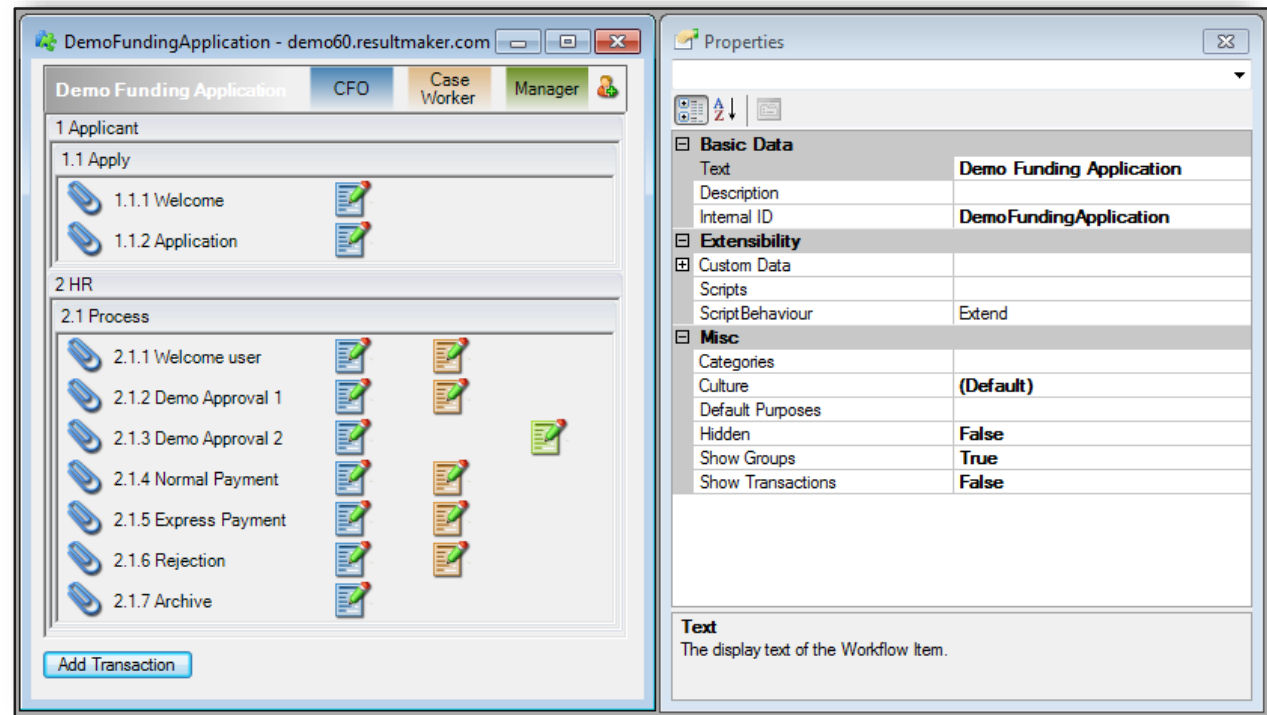 DemoFundingApplication - demo60.resultmaker.com
Demo Funding Application CFO Case Worker Manager
1 Applicant
1.1 Apply
1.1.1 Welcome
1.1.2 Application
2 HR
2.1 Process
2.1.1 Welcome user
2.1.2 Demo Approval 1
2.1.3 Demo Approval 2
2.1.4 Normal Payment
2.1.5 Express Payment
2.1.6 Rejection
2.1.7 Archive
Add Transaction
Properties
A Z
Basic Data
Text Demo Funding Application
Description
Internal ID DemoFundingApplication
Extensibility
Custom Data
Scripts
ScriptBehaviour Extend
Misc
Categories
Culture (Default)
Default Purposes
Hidden False
Show Groups True
Show Transactions False
Text
The display text of the Workflow Item.